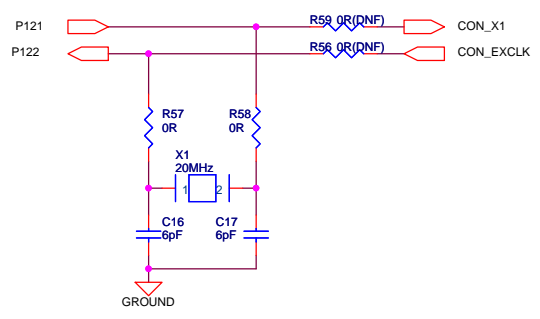 P121
R59 0R(DNF)
CON_X1
P122
R56 0R(DNF)
CON_EXCLK
R57
0R
R58
0R
X1
20MHz
1
2
C16
6pF
C17
6pF
GROUND